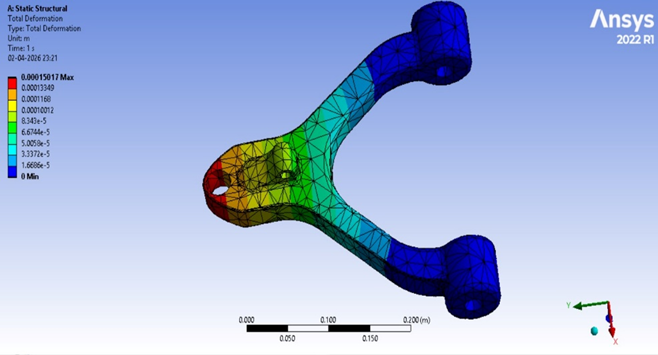 A: Static Structural
Total Deformation
Type: Total Deformation
Unit: m
Time: 1 s
02-04-2026 23:21
0.00015017 Max
0.00013349
0.0001168
0.00010012
8.343e-5
6.6744e-5
5.0058e-5
3.3372e-5
1.6686e-5
0 Min
Ansys
2022 R1
0.000 0.100 0.200 (m)
0.050 0.150
Y
X